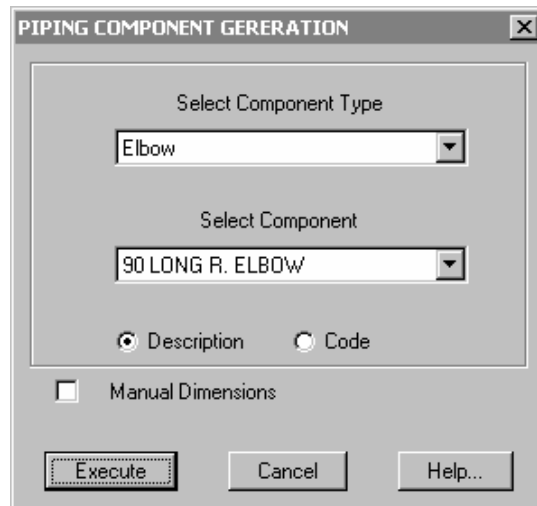 PIPING COMPONENT GERERATION
Select Component Type
Elbow
Select Component
90 LONG R. ELBOW
Description Code
Manual Dimensions
Execute Cancel Help...